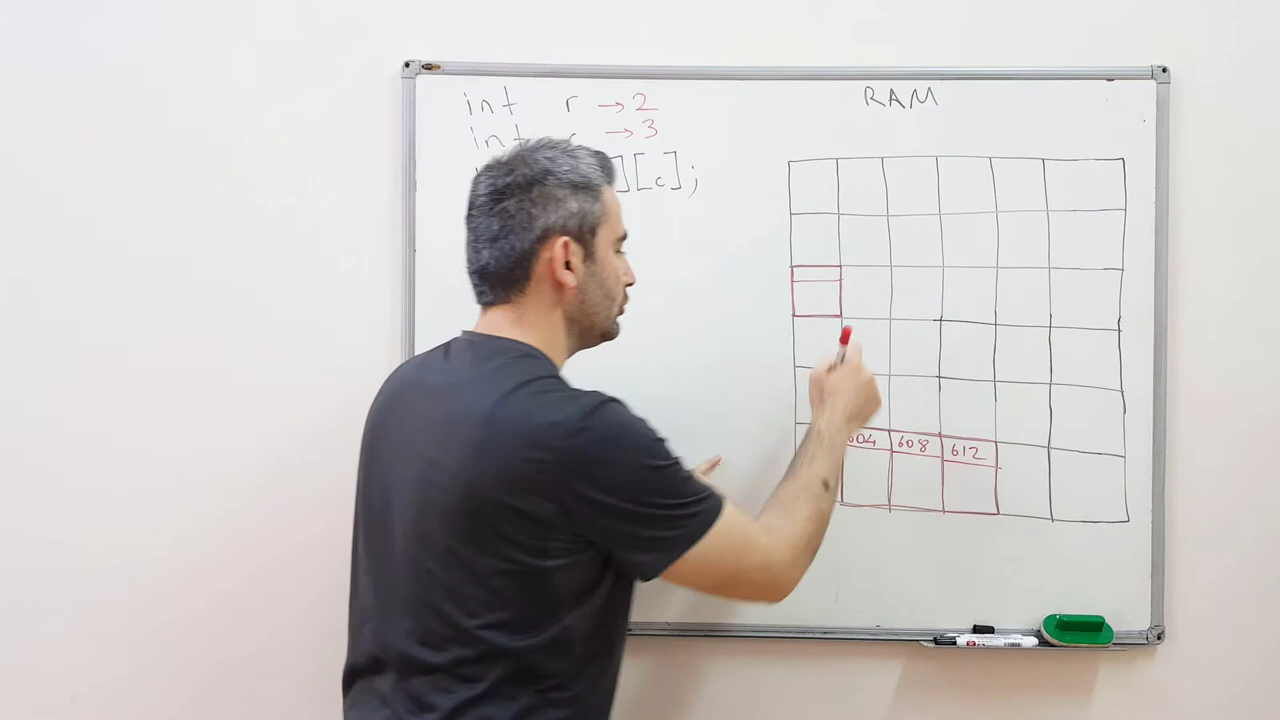 int r → 2
int → 3
][c];
RAM
604 608 612